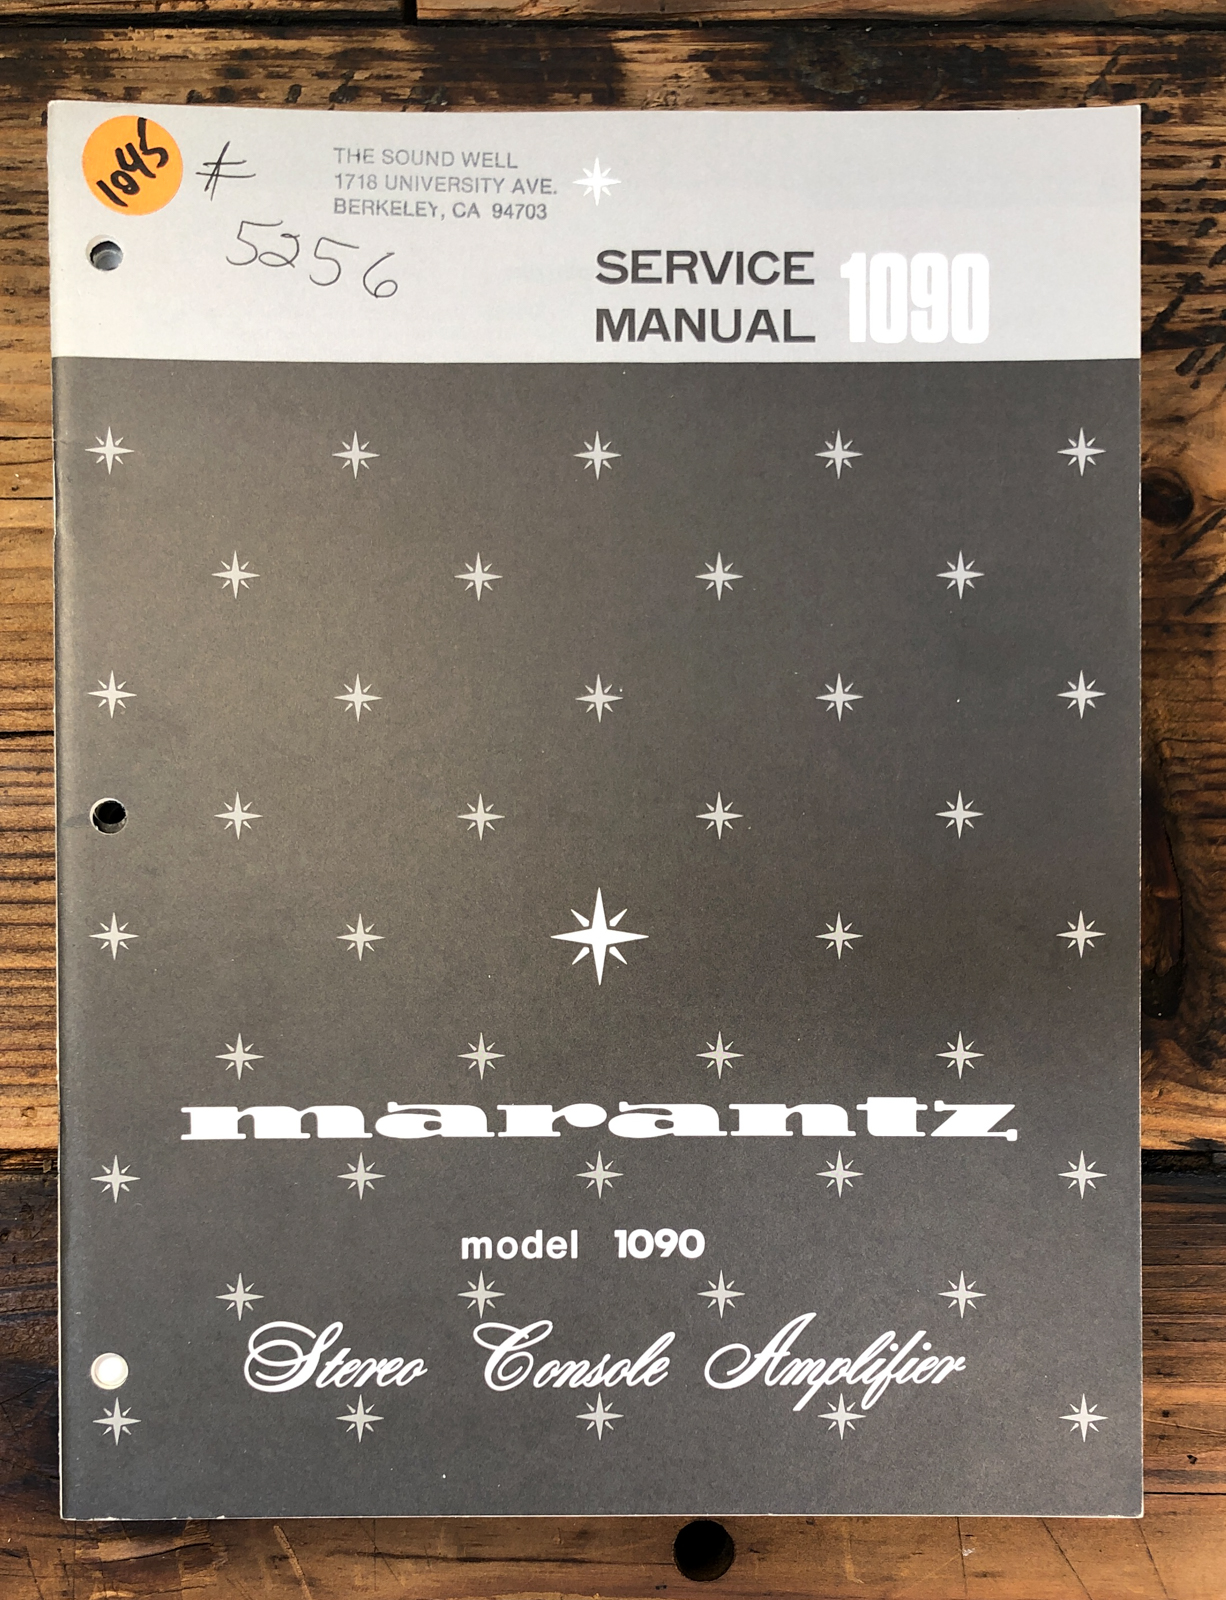 1045
#
5256
THE SOUND WELL
1718 UNIVERSITY AVE.
BERKELEY, CA 94703
SERVICE
MANUAL 1090
marantz
model 1090
Stereo Console Amplifier